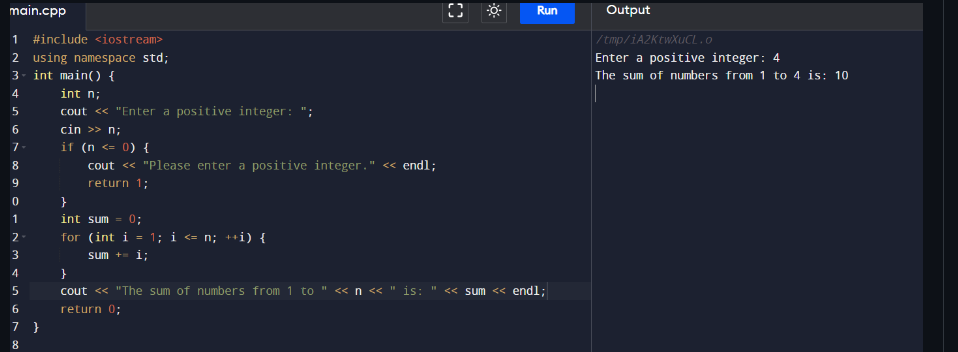 main.cpp
Run
Output
1 #include <iostream>
2 using namespace std;
3 int main() {
4     int n;
5     cout << "Enter a positive integer: ";
6     cin >> n;
7     if (n <= 0) {
8         cout << "Please enter a positive integer." << endl;
9         return 1;
0     }
1     int sum = 0;
2     for (int i = 1; i <= n; ++i) {
3         sum += i;
4     }
5     cout << "The sum of numbers from 1 to " << n << " is: " << sum << endl;
6     return 0;
7 }
8
/tmp/iA2KtwXuCL.o
Enter a positive integer: 4
The sum of numbers from 1 to 4 is: 10